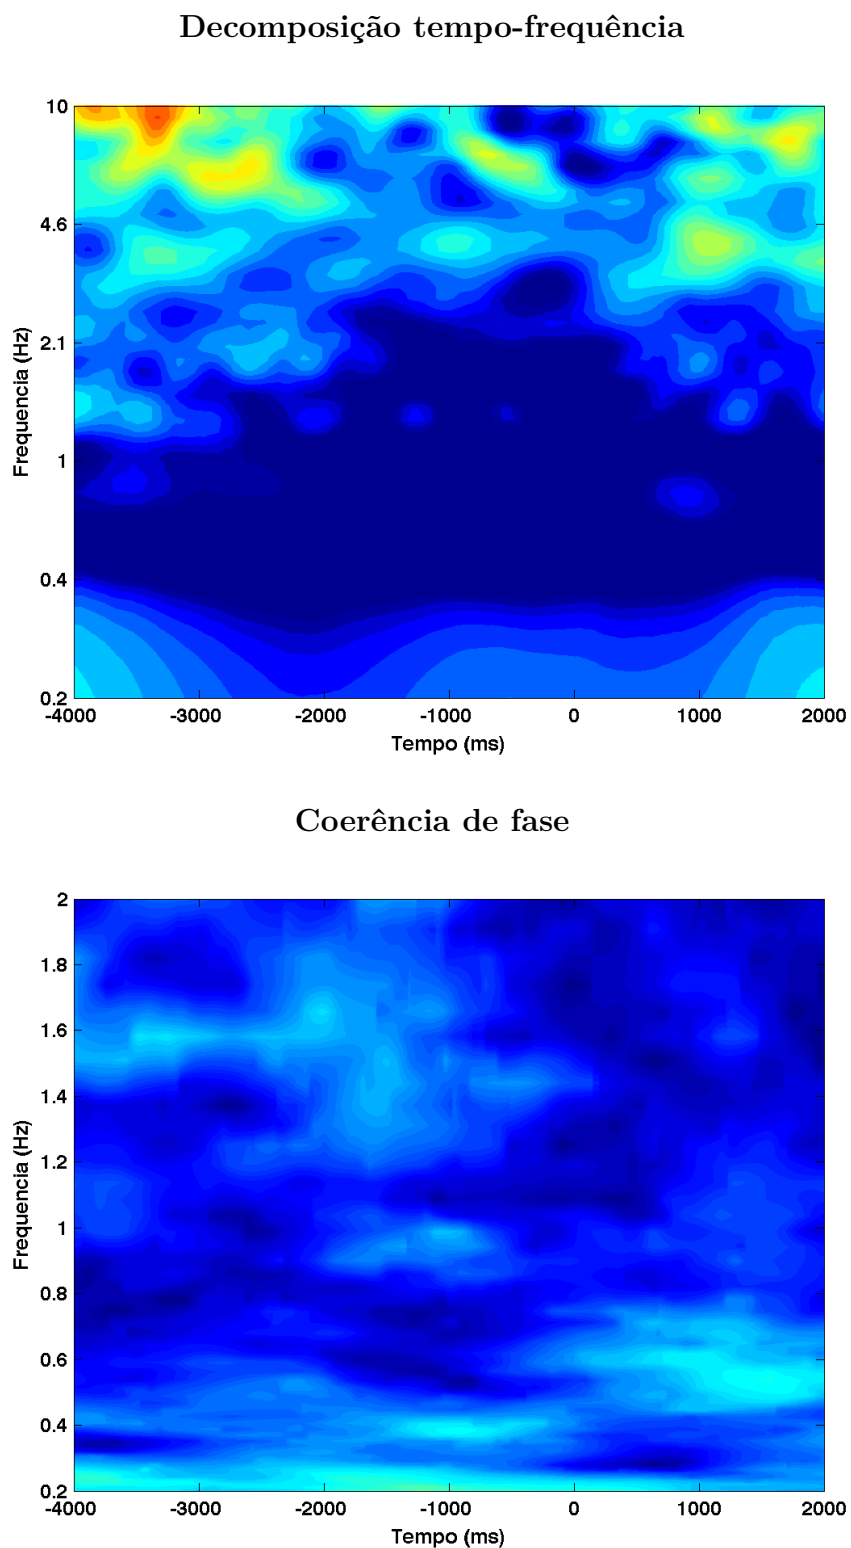 Decomposição tempo-frequência
10
4.6
2.1
1
0.4
0.2
Frequencia (Hz)
-4000 -3000 -2000 -1000 0 1000 2000
Tempo (ms)
Coerência de fase
2
1.8
1.6
1.4
1.2
1
0.8
0.6
0.4
0.2
Frequencia (Hz)
-4000 -3000 -2000 -1000 0 1000 2000
Tempo (ms)